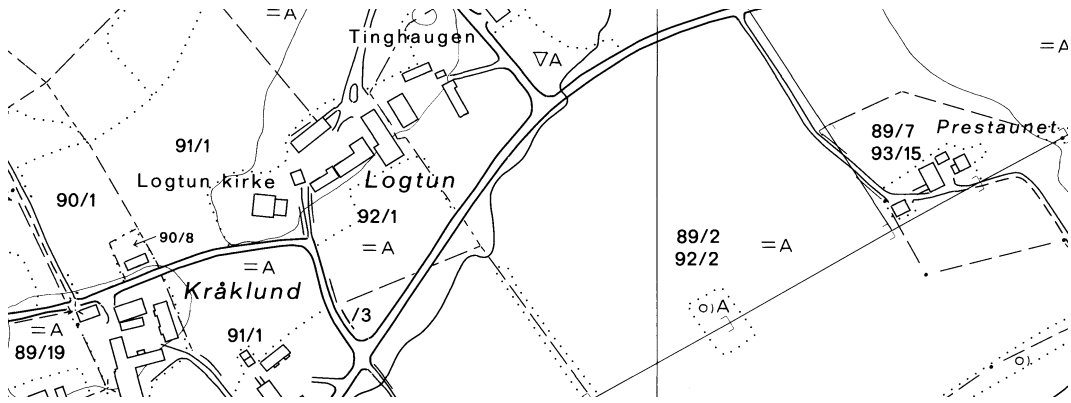 = A
Tinghaugen
A
= A
91/1
89/7
93/15
Prestaunet
Logtun kirke
Logtun
90/1
92/1
90/8
= A
89/2
92/2
= A
= A
Kråklund
A
/3
= A
91/1
89/19